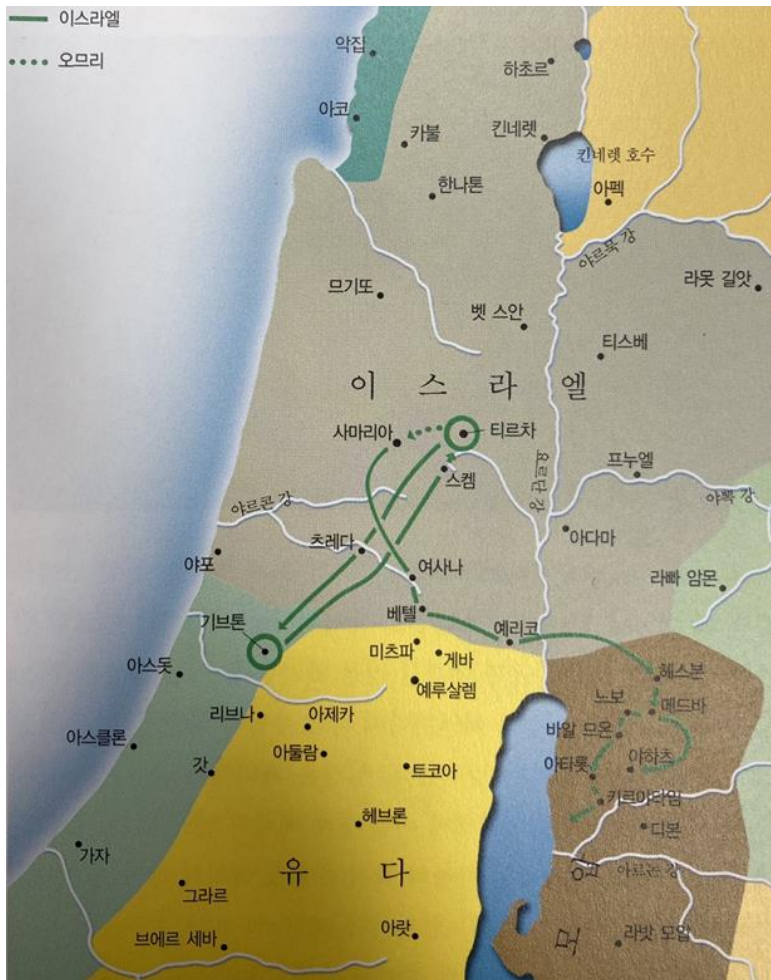 이스라엘
오므리
악집
하초르
아코
카불
킨네렛
킨네렛 호수
한나톤
아펙
야르묵 강
라못 길앗
므기또
벳 스안
티스베
이 스 라 엘
사마리아
티르차
스켐
요르단 강
프누엘
야르콘 강
야뽁 강
츠레다
아다마
야포
여사나
라빠 암몬
베텔
기브톤
예리코
미츠파
게바
아스돗
예루살렘
헤스본
노보
메드바
리브나
아제카
바알 므온
아스클론
아둘람
야하츠
갓
트코아
아타롯
키르야타임
헤브론
디본
가자
유 다
아르논 강
그라르
모 압
브에르 세바
아랏
라밧 모압